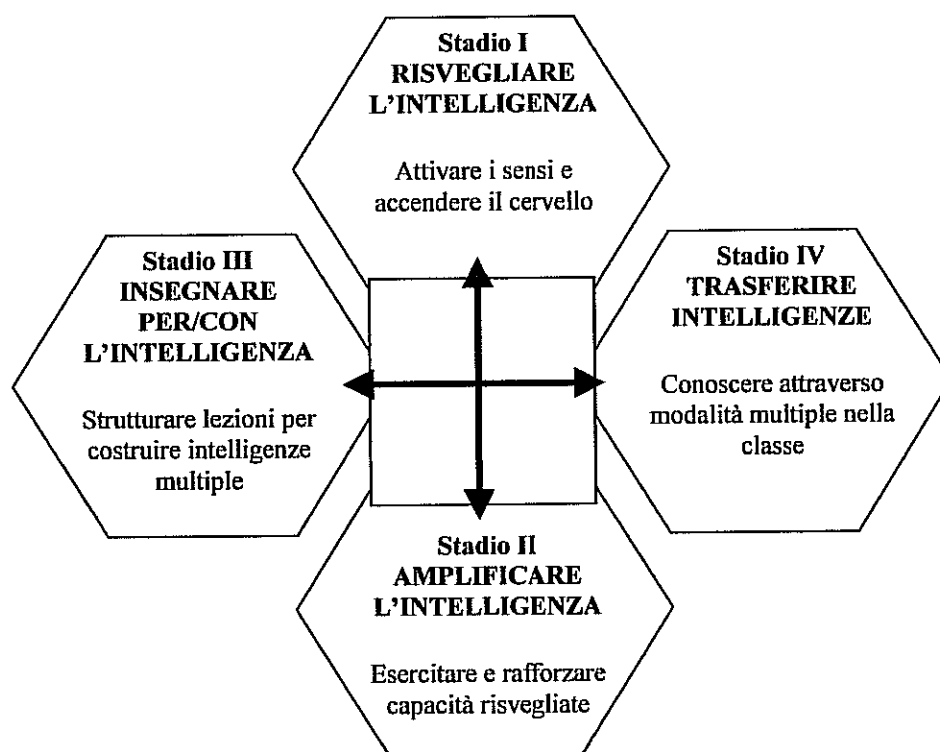 Stadio I
RISVEGLIARE
L'INTELLIGENZA
Attivare i sensi e
accendere il cervello
Stadio III
INSEGNARE
PER/CON
L'INTELLIGENZA
Strutturare lezioni per
costruire intelligenze
multiple
Stadio IV
TRASFERIRE
INTELLIGENZE
Conoscere attraverso
modalità multiple nella
classe
Stadio II
AMPLIFICARE
L'INTELLIGENZA
Esercitare e rafforzare
capacità risvegliate